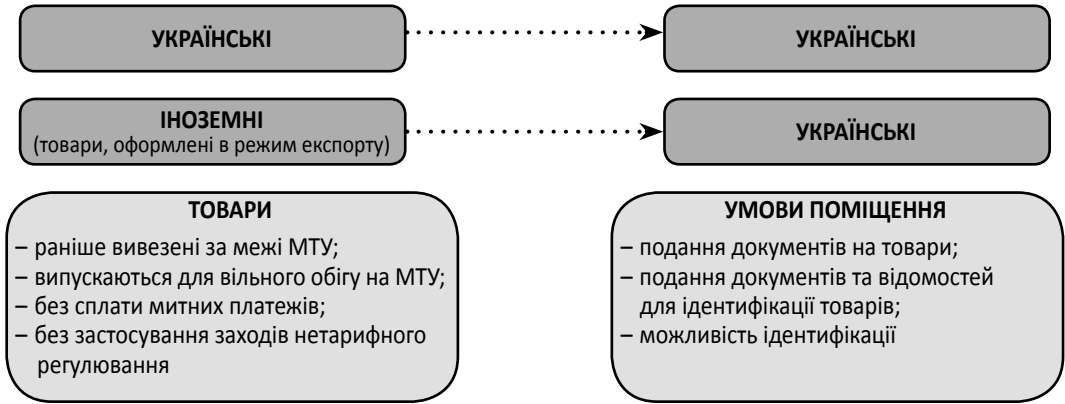 УКРАЇНСЬКІ
УКРАЇНСЬКІ
ІНОЗЕМНІ
(товари, оформлені в режим експорту)
УКРАЇНСЬКІ
ТОВАРИ
– раніше вивезені за межі МТУ;
– випускаються для вільного обігу на МТУ;
– без сплати митних платежів;
– без застосування заходів нетарифного
регулювання
УМОВИ ПОМІЩЕННЯ
– подання документів на товари;
– подання документів та відомостей
для ідентифікації товарів;
– можливість ідентифікації